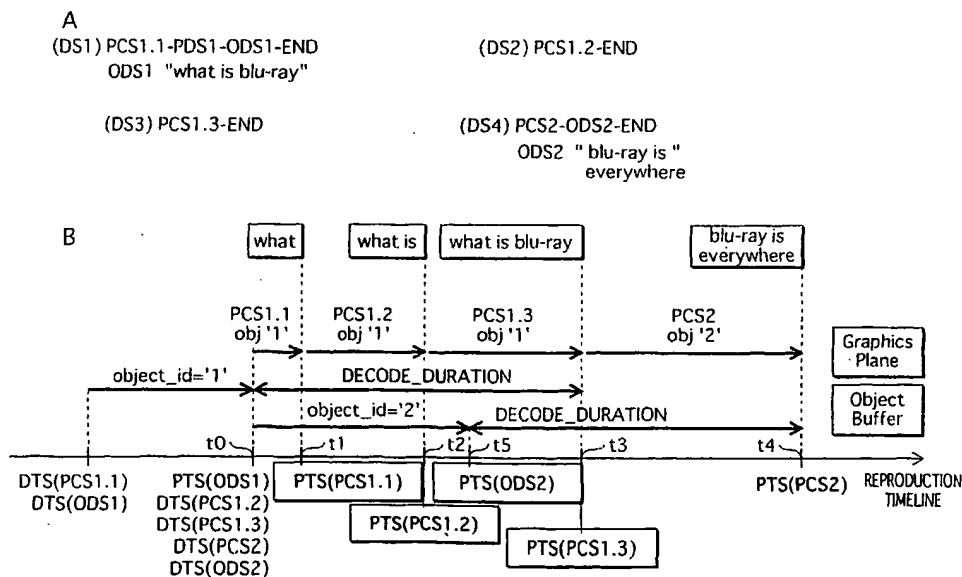 A
(DS1) PCS1.1-PDS1-ODS1-END
ODS1 "what is blu-ray"
(DS2) PCS1.2-END
(DS3) PCS1.3-END
(DS4) PCS2-ODS2-END
ODS2 " blu-ray is "
everywhere
B
what
what is
what is blu-ray
blu-ray is
everywhere
PCS1.1
obj '1'
PCS1.2
obj '1'
PCS1.3
obj '1'
PCS2
obj '2'
Graphics
Plane
object_id='1'
DECODE_DURATION
object_id='2'
DECODE_DURATION
Object
Buffer
t0
t1
t2
t5
t3
t4
DTS(PCS1.1)
DTS(ODS1)
PTS(ODS1)
DTS(PCS1.2)
DTS(PCS1.3)
DTS(PCS2)
DTS(ODS2)
PTS(PCS1.1)
PTS(PCS1.2)
PTS(ODS2)
PTS(PCS1.3)
PTS(PCS2)
REPRODUCTION
TIMELINE